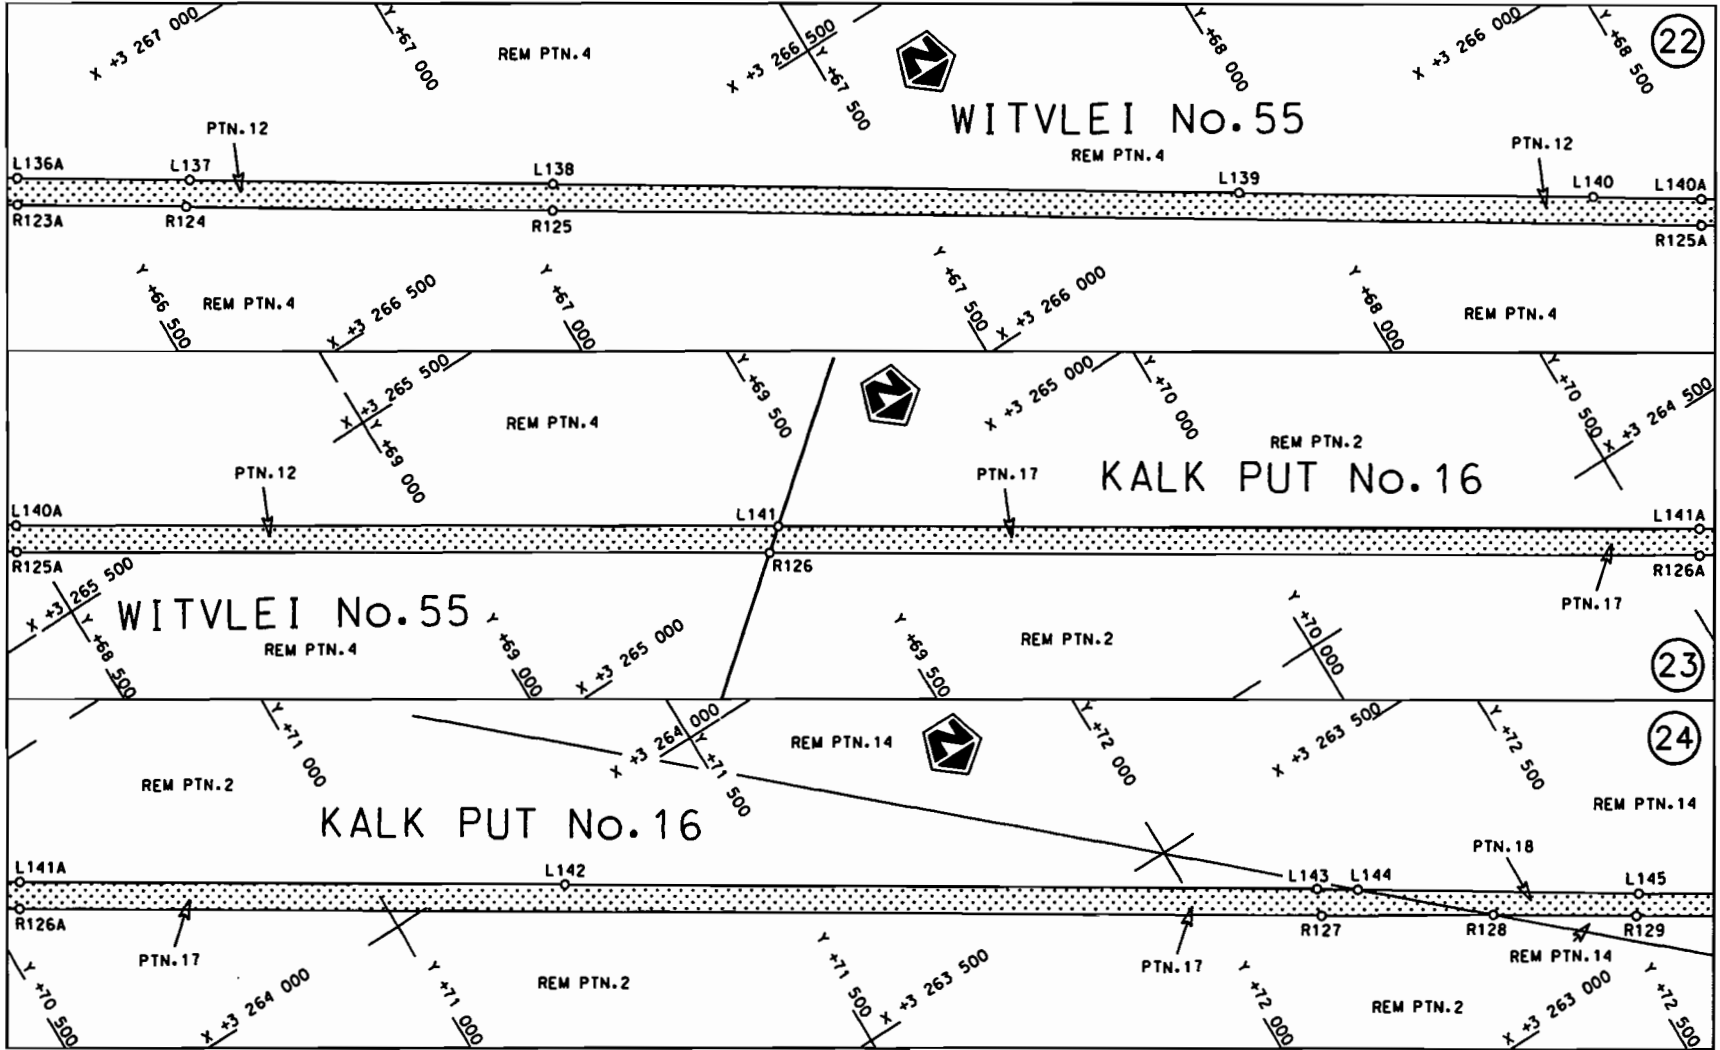 X +3 267 000
Y +67 000
REM PTN.4
X +3 266 500
Y +67 500
N
Y +68 000
X +3 266 000
Y +68 500
22
WITVLEI No.55
REM PTN.4
PTN.12
PTN.12
L136A
L137
L138
L139
L140
L140A
R123A
R124
R125
R125A
Y +66 500
REM PTN.4
X +3 266 500
Y +67 000
Y +67 500
X +3 266 000
Y +68 000
REM PTN.4
X +3 265 500
Y +69 000
REM PTN.4
Y +69 500
N
X +3 265 000
Y +70 000
REM PTN.2
Y +70 500
X +3 264 500
PTN.12
PTN.17
KALK PUT No.16
L140A
L141
L141A
R125A
R126
R126A
X +3 265 500
Y +68 500
WITVLEI No.55
REM PTN.4
Y +69 000
X +3 265 000
Y +69 500
REM PTN.2
Y +70 000
PTN.17
23
Y +71 000
X +3 264 000
Y +71 500
REM PTN.14
N
Y +72 000
X +3 263 500
Y +72 500
24
REM PTN.2
REM PTN.14
KALK PUT No.16
PTN.18
L141A
L142
L143
L144
L145
R126A
R127
R128
R129
PTN.17
PTN.17
REM PTN.14
Y +70 500
X +3 264 000
Y +71 000
REM PTN.2
Y +71 500
X +3 263 500
Y +72 000
REM PTN.2
X +3 263 000
Y +72 500